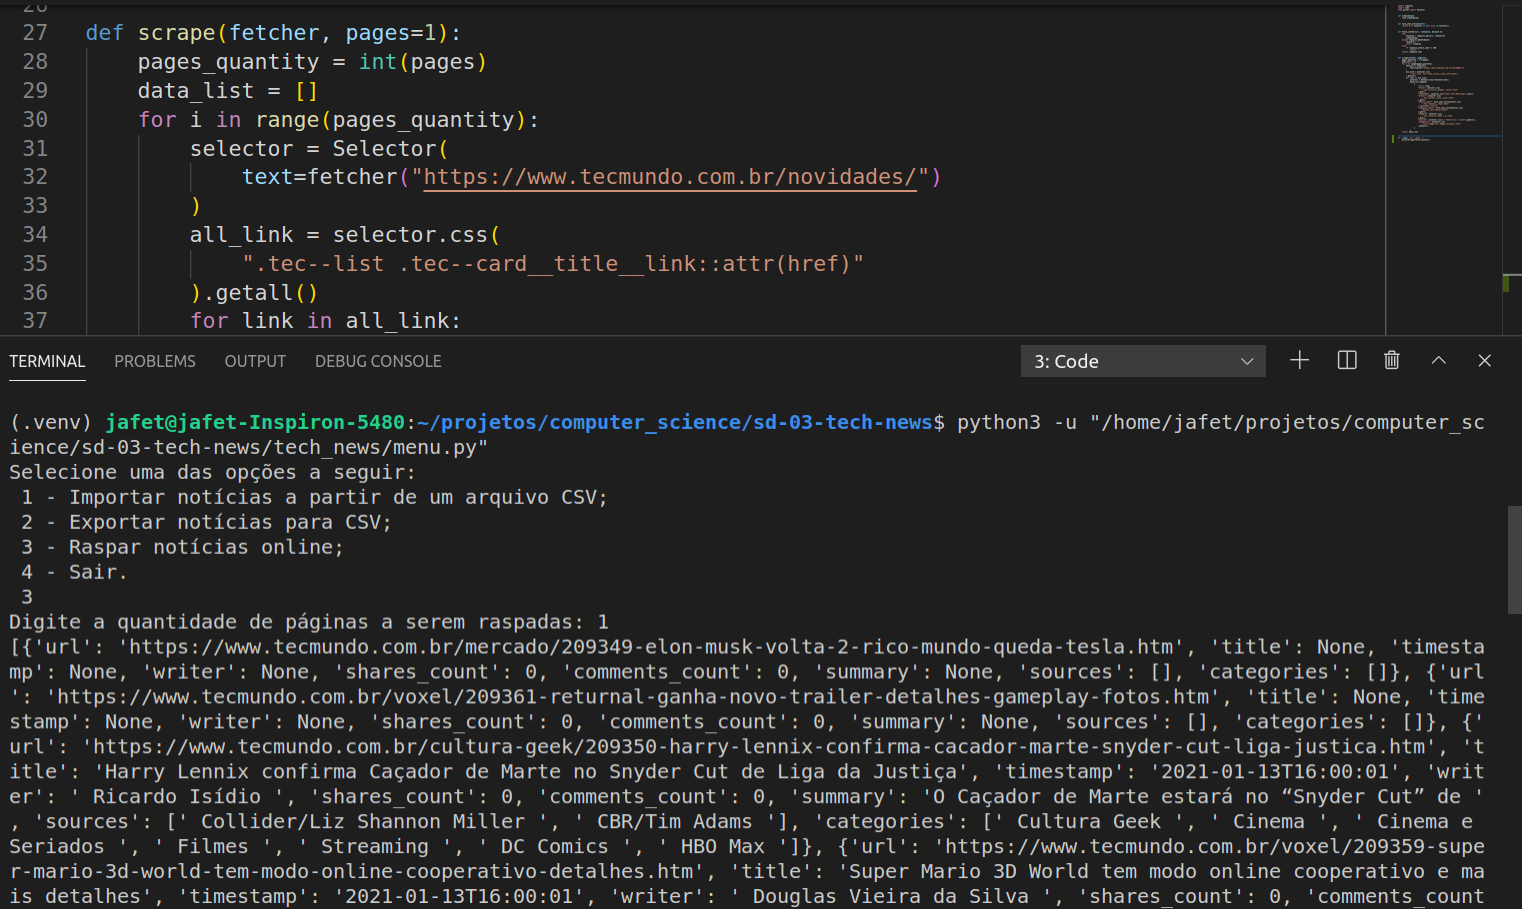 26
27 def scrape(fetcher, pages=1):
28 pages_quantity = int(pages)
29 data_list = []
30 for i in range(pages_quantity):
31 selector = Selector(
32 text=fetcher("https://www.tecmundo.com.br/novidades/")
33 )
34 all_link = selector.css(
35 ".tec--list .tec--card__title__link::attr(href)"
36 ).getall()
37 for link in all_link:
TERMINAL PROBLEMS OUTPUT DEBUG CONSOLE 3: Code
(.venv) jafet@jafet-Inspiron-5480:~/projetos/computer_science/sd-03-tech-news$ python3 -u "/home/jafet/projetos/computer_sc
ience/sd-03-tech-news/tech_news/menu.py"
Selecione uma das opções a seguir:
1 - Importar notícias a partir de um arquivo CSV;
2 - Exportar notícias para CSV;
3 - Raspar notícias online;
4 - Sair.
3
Digite a quantidade de páginas a serem raspadas: 1
[{'url': 'https://www.tecmundo.com.br/mercado/209349-elon-musk-volta-2-rico-mundo-queda-tesla.htm', 'title': None, 'timesta
mp': None, 'writer': None, 'shares_count': 0, 'comments_count': 0, 'summary': None, 'sources': [], 'categories': []}, {'url
': 'https://www.tecmundo.com.br/voxel/209361-returnal-ganha-novo-trailer-detalhes-gameplay-fotos.htm', 'title': None, 'time
stamp': None, 'writer': None, 'shares_count': 0, 'comments_count': 0, 'summary': None, 'sources': [], 'categories': []}, {'
url': 'https://www.tecmundo.com.br/cultura-geek/209350-harry-lennix-confirma-cacador-marte-snyder-cut-liga-justica.htm', 't
itle': 'Harry Lennix confirma Caçador de Marte no Snyder Cut de Liga da Justiça', 'timestamp': '2021-01-13T16:00:01', 'writ
er': ' Ricardo Isídio ', 'shares_count': 0, 'comments_count': 0, 'summary': 'O Caçador de Marte estará no “Snyder Cut” de '
, 'sources': [' Collider/Liz Shannon Miller ', ' CBR/Tim Adams '], 'categories': [' Cultura Geek ', ' Cinema ', ' Cinema e
Seriados ', ' Filmes ', ' Streaming ', ' DC Comics ', ' HBO Max ']}, {'url': 'https://www.tecmundo.com.br/voxel/209359-supe
r-mario-3d-world-tem-modo-online-cooperativo-detalhes.htm', 'title': 'Super Mario 3D World tem modo online cooperativo e ma
is detalhes', 'timestamp': '2021-01-13T16:00:01', 'writer': ' Douglas Vieira da Silva ', 'shares_count': 0, 'comments_count